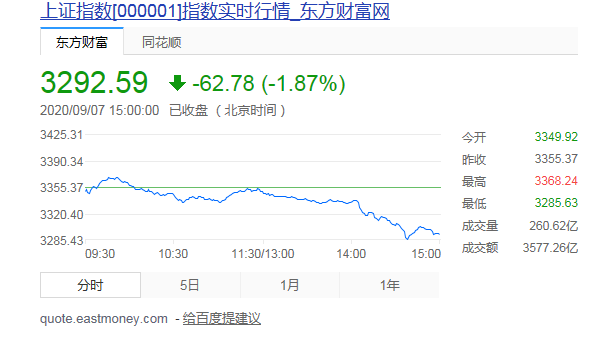 上证指数[000001]指数实时行情_东方财富网
东方财富 同花顺
3292.59 -62.78 (-1.87%)
2020/09/07 15:00:00 已收盘 （北京时间）
3425.31
3390.34
3355.37
3320.40
3285.43
09:30 10:30 11:30/13:00 14:00 15:00
今开 3349.92
昨收 3355.37
最高 3368.24
最低 3285.63
成交量 260.62亿
成交额 3577.26亿
分时 5日 1月 1年
quote.eastmoney.com - 给百度提建议